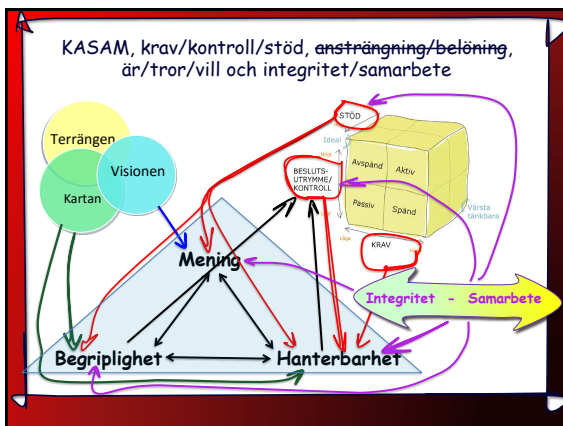 KASAM, krav/kontroll/stöd, ansträngning/belöning,
är/tror/vill och integritet/samarbete
Terrängen
Visionen
Kartan
STÖD
Ideal
Högt
BESLUTS-
UTRYMME/
KONTROLL
Avspänd
Aktiv
Passiv
Spänd
Värsta
tänkbara
Låga
KRAV
Mening
Integritet - Samarbete
Begriplighet
Hanterbarhet